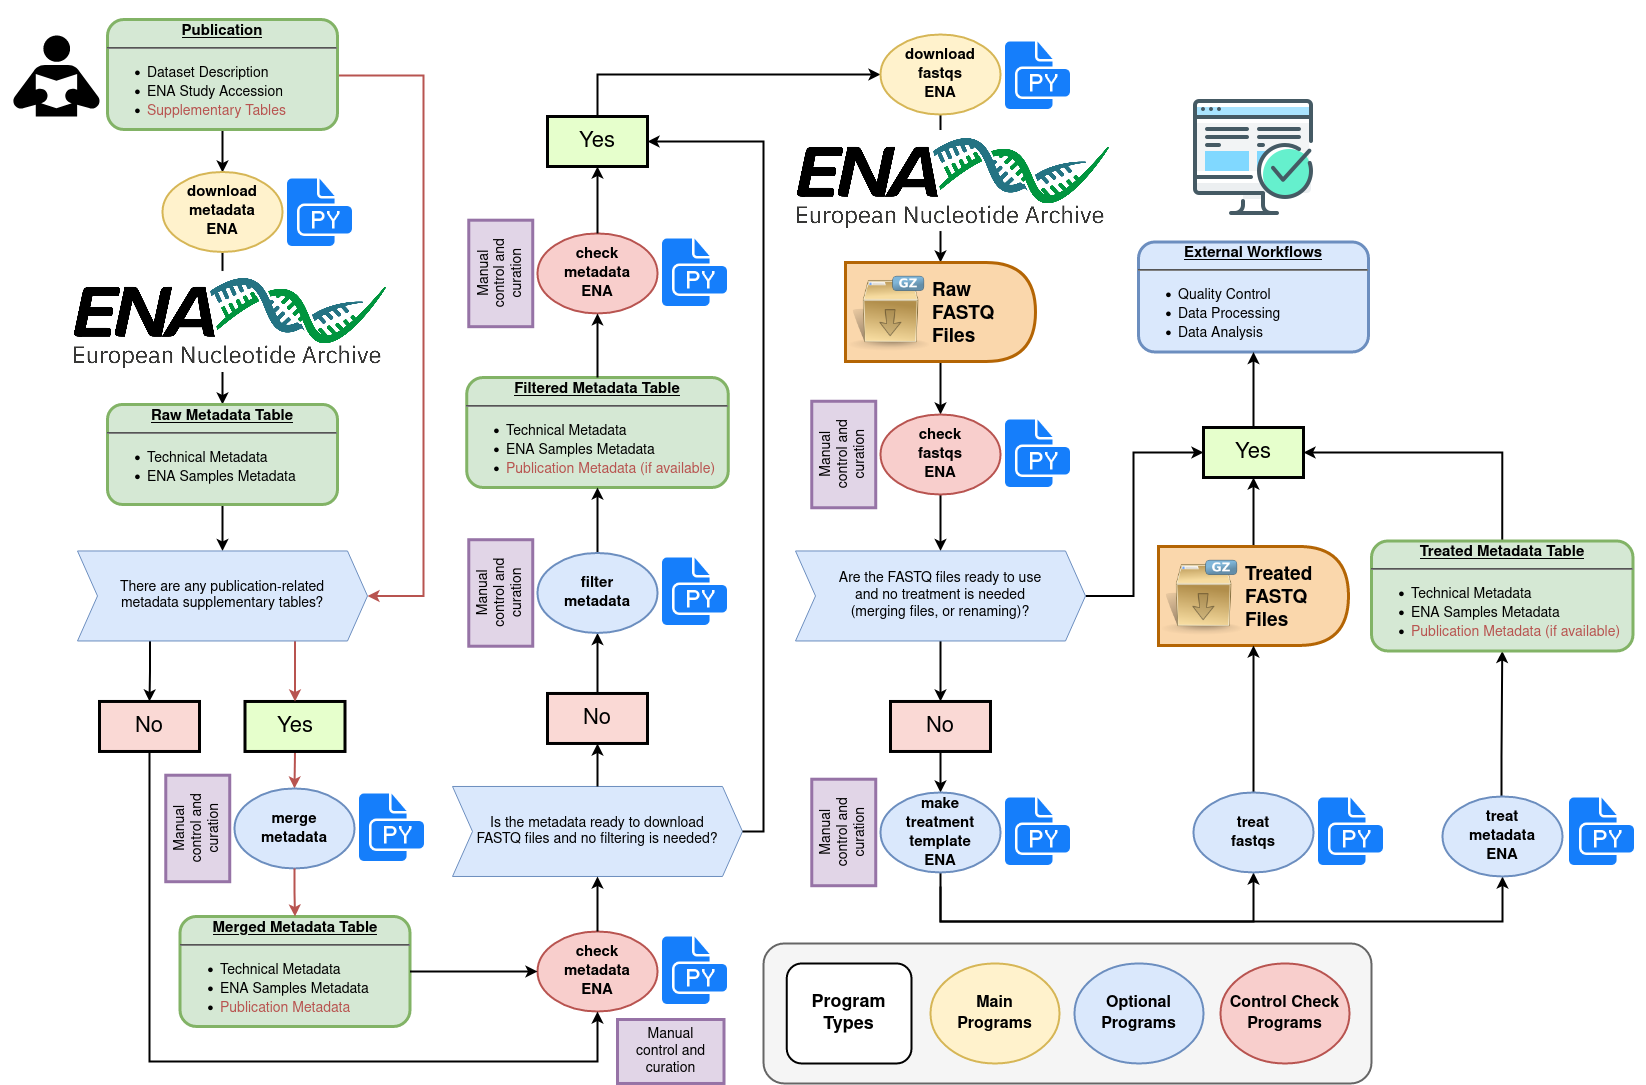 Publication
Dataset Description
ENA Study Accession
Supplementary Tables
download
metadata
ENA
PY
ENA
European Nucleotide Archive
Raw Metadata Table
Technical Metadata
ENA Samples Metadata
There are any publication-related
metadata supplementary tables?
No
Yes
Manual
control and
curation
merge
metadata
PY
Merged Metadata Table
Technical Metadata
ENA Samples Metadata
Publication Metadata
check
metadata
ENA
PY
Manual
control and
curation
Is the metadata ready to download
FASTQ files and no filtering is needed?
No
Manual
control and
curation
filter
metadata
PY
Filtered Metadata Table
Technical Metadata
ENA Samples Metadata
Publication Metadata (if available)
Manual
control and
curation
check
metadata
ENA
PY
Yes
download
fastqs
ENA
PY
ENA
European Nucleotide Archive
GZ
Raw
FASTQ
Files
Manual
control and
curation
check
fastqs
ENA
PY
Are the FASTQ files ready to use
and no treatment is needed
(merging files, or renaming)?
No
Manual
control and
curation
make
treatment
template
ENA
PY
treat
fastqs
PY
treat
metadata
ENA
PY
GZ
Treated
FASTQ
Files
Treated Metadata Table
Technical Metadata
ENA Samples Metadata
Publication Metadata (if available)
Yes
External Workflows
Quality Control
Data Processing
Data Analysis
Program
Types
Main
Programs
Optional
Programs
Control Check
Programs